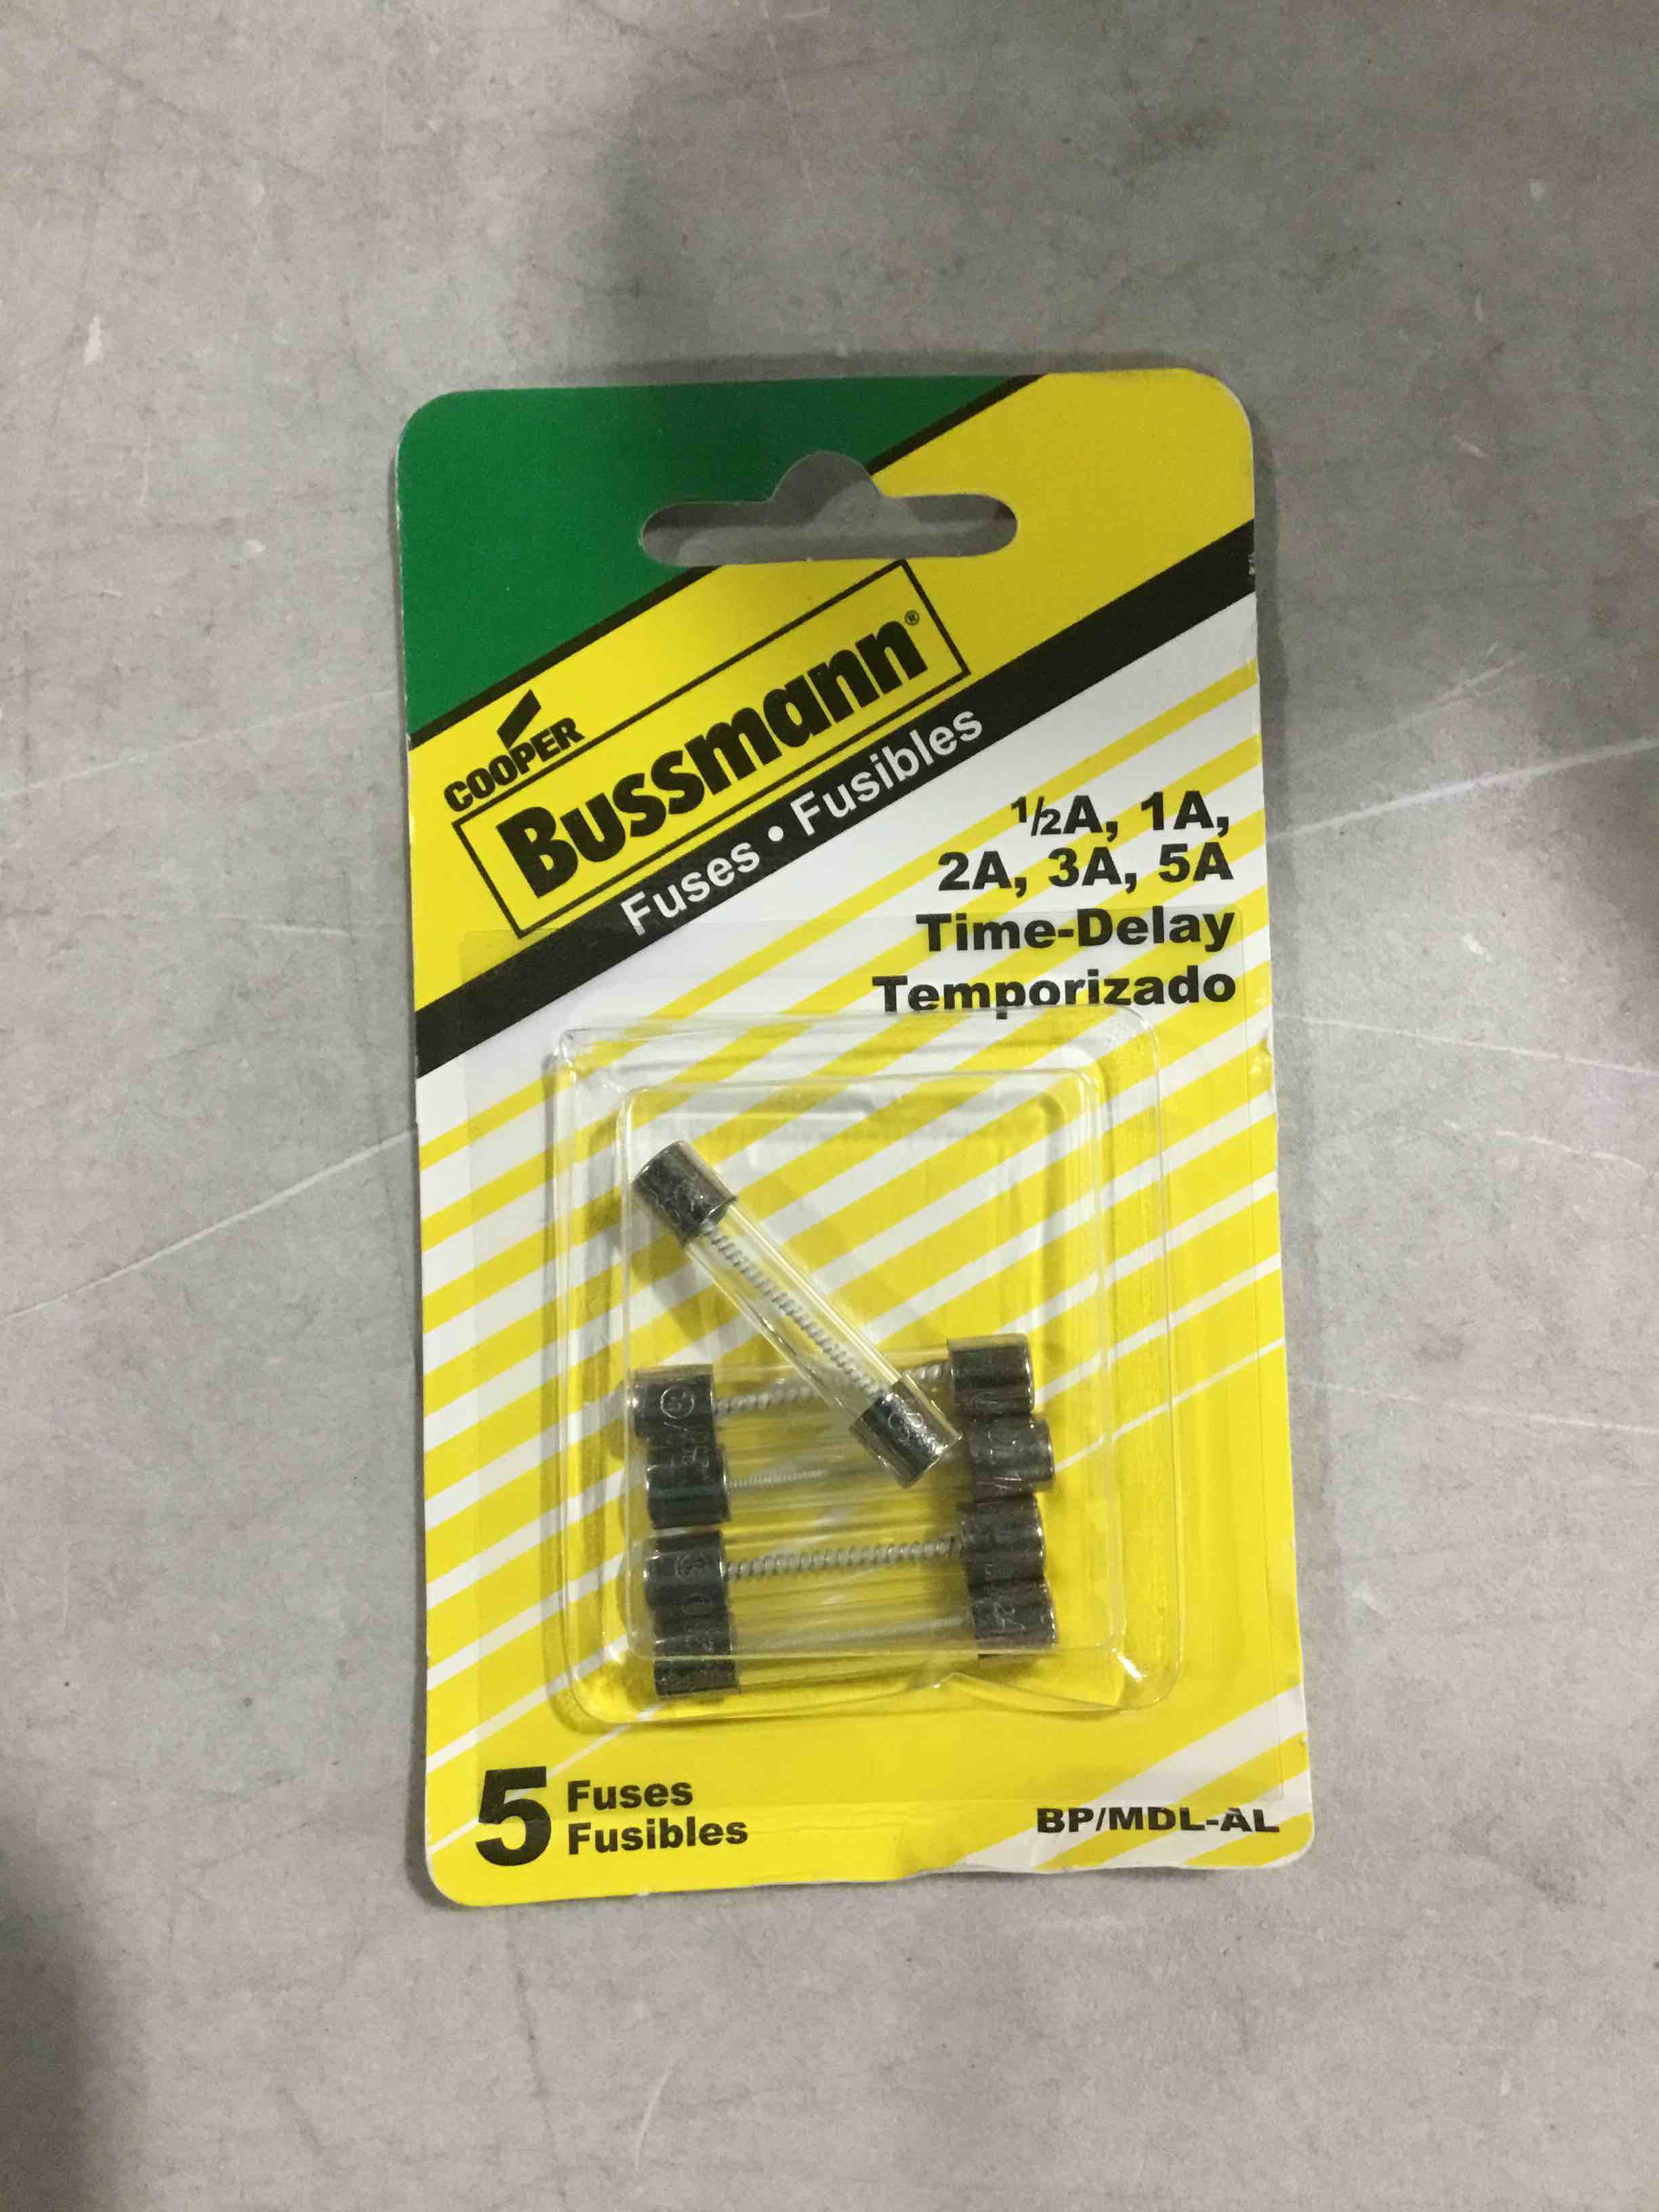 COOPER
Bussmann®
Fuses • Fusibles
½A, 1A,
2A, 3A, 5A
Time-Delay
Temporizado
5 Fuses
Fusibles
BP/MDL-AL